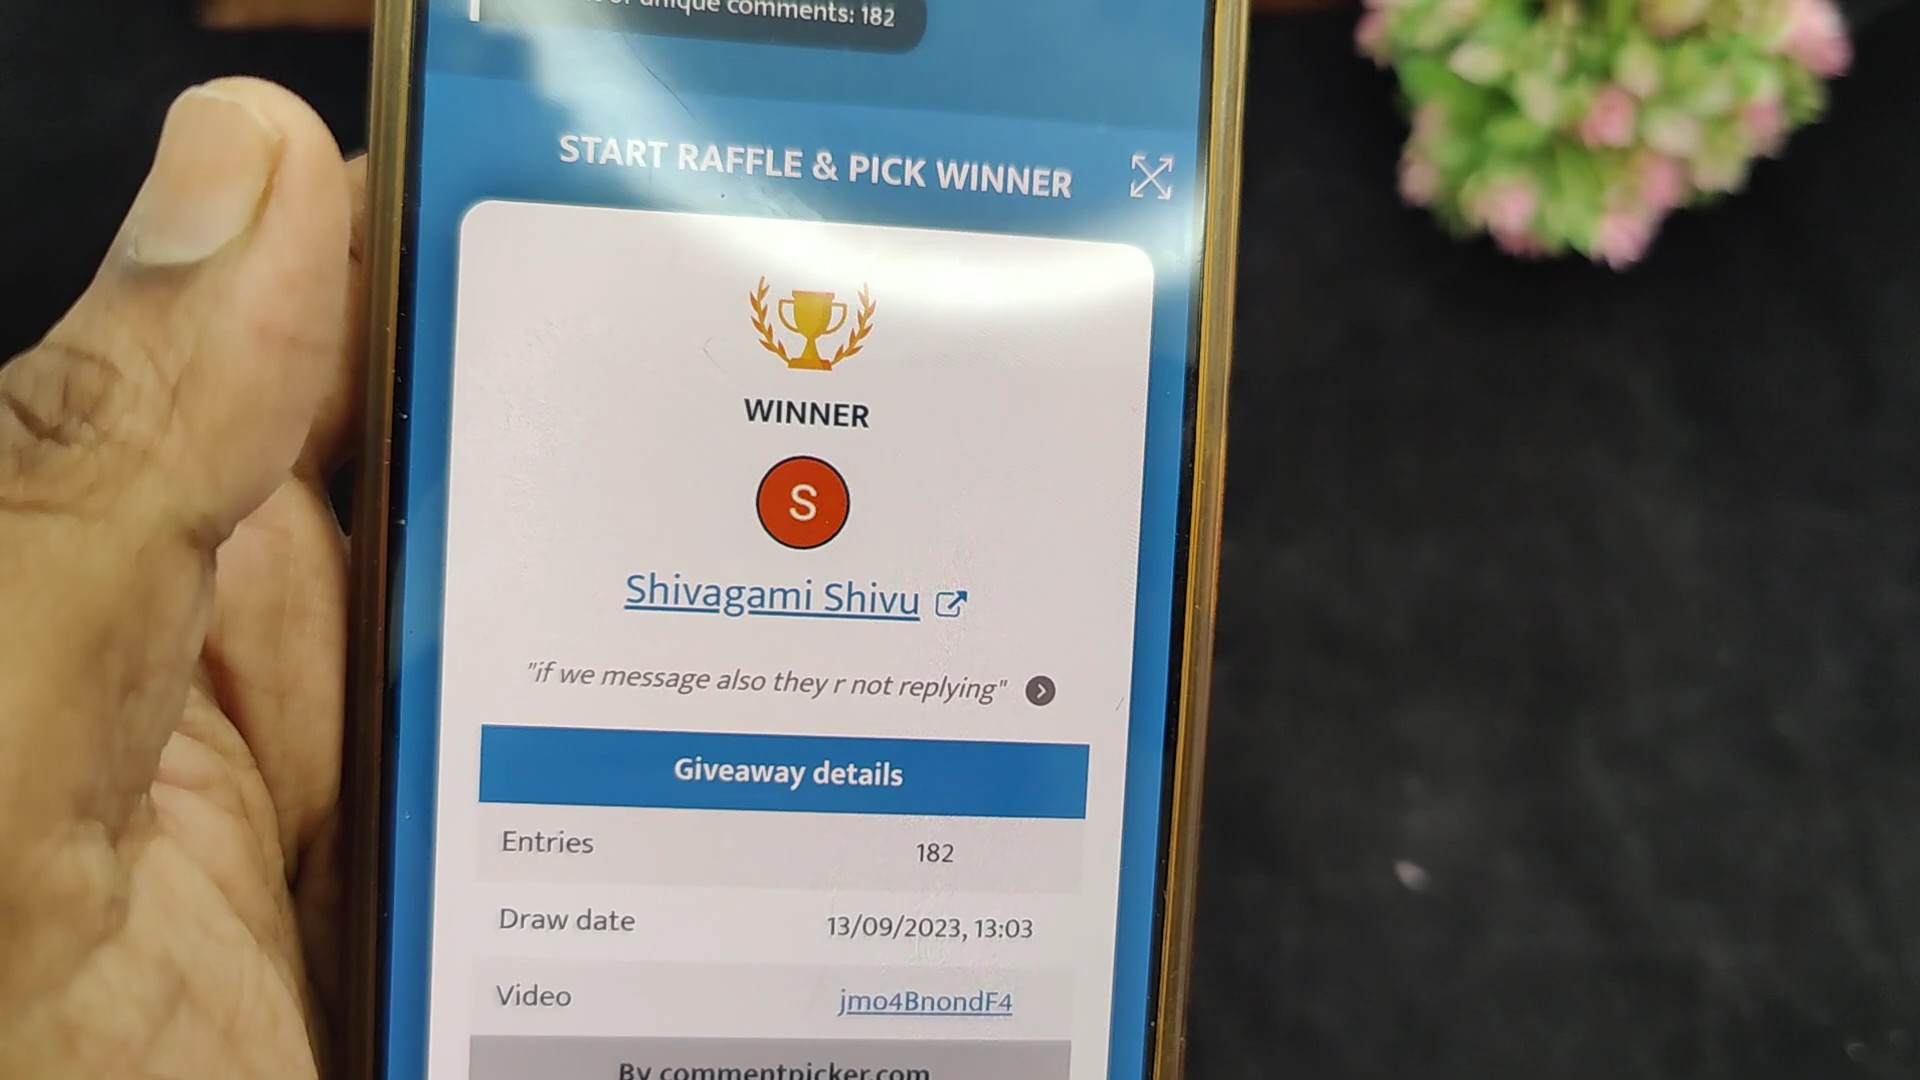 unique comments: 182
START RAFFLE & PICK WINNER
WINNER
S
Shivagami Shivu
"if we message also they r not replying"
Giveaway details
Entries 182
Draw date 13/09/2023, 13:03
Video jmo4BnondF4
By commentpicker.com